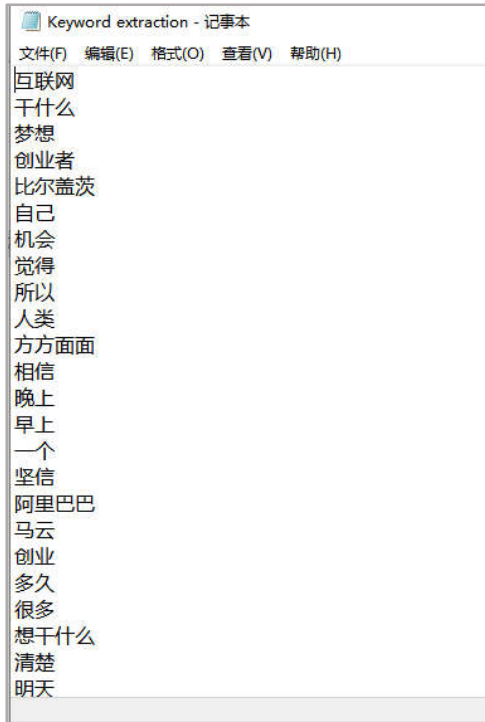 Keyword extraction - 记事本
文件(F) 编辑(E) 格式(O) 查看(V) 帮助(H)
互联网
干什么
梦想
创业者
比尔盖茨
自己
机会
觉得
所以
人类
方方面面
相信
晚上
早上
一个
坚信
阿里巴巴
马云
创业
多久
很多
想干什么
清楚
明天